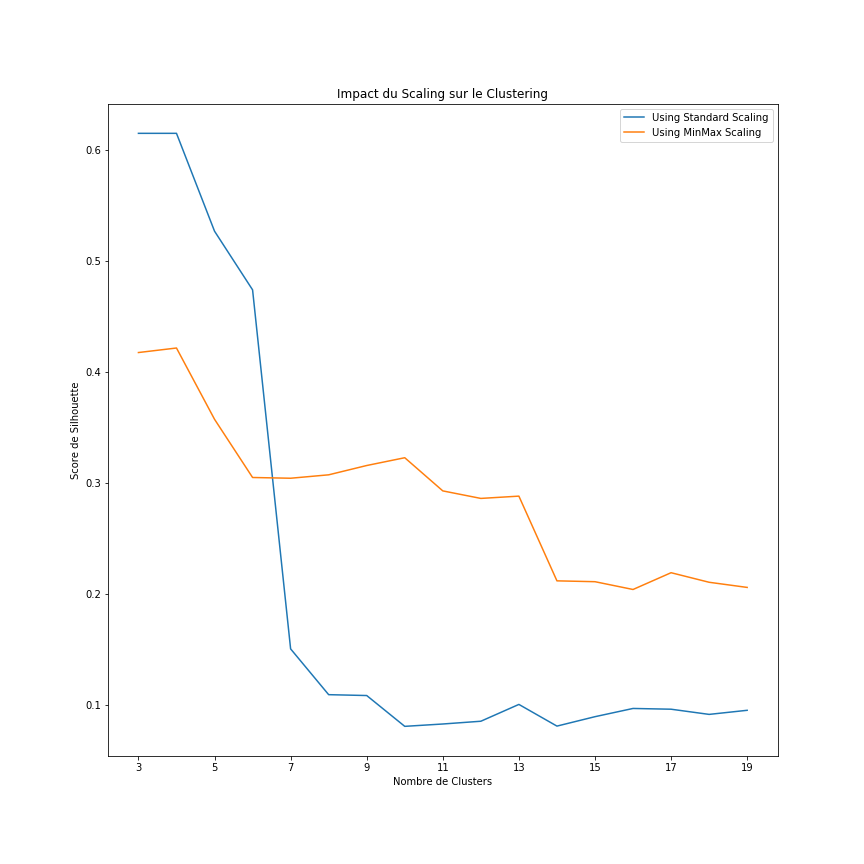 Impact du Scaling sur le Clustering
Using Standard Scaling
Using MinMax Scaling
Score de Silhouette
0.6
0.5
0.4
0.3
0.2
0.1
3 5 7 9 11 13 15 17 19
Nombre de Clusters